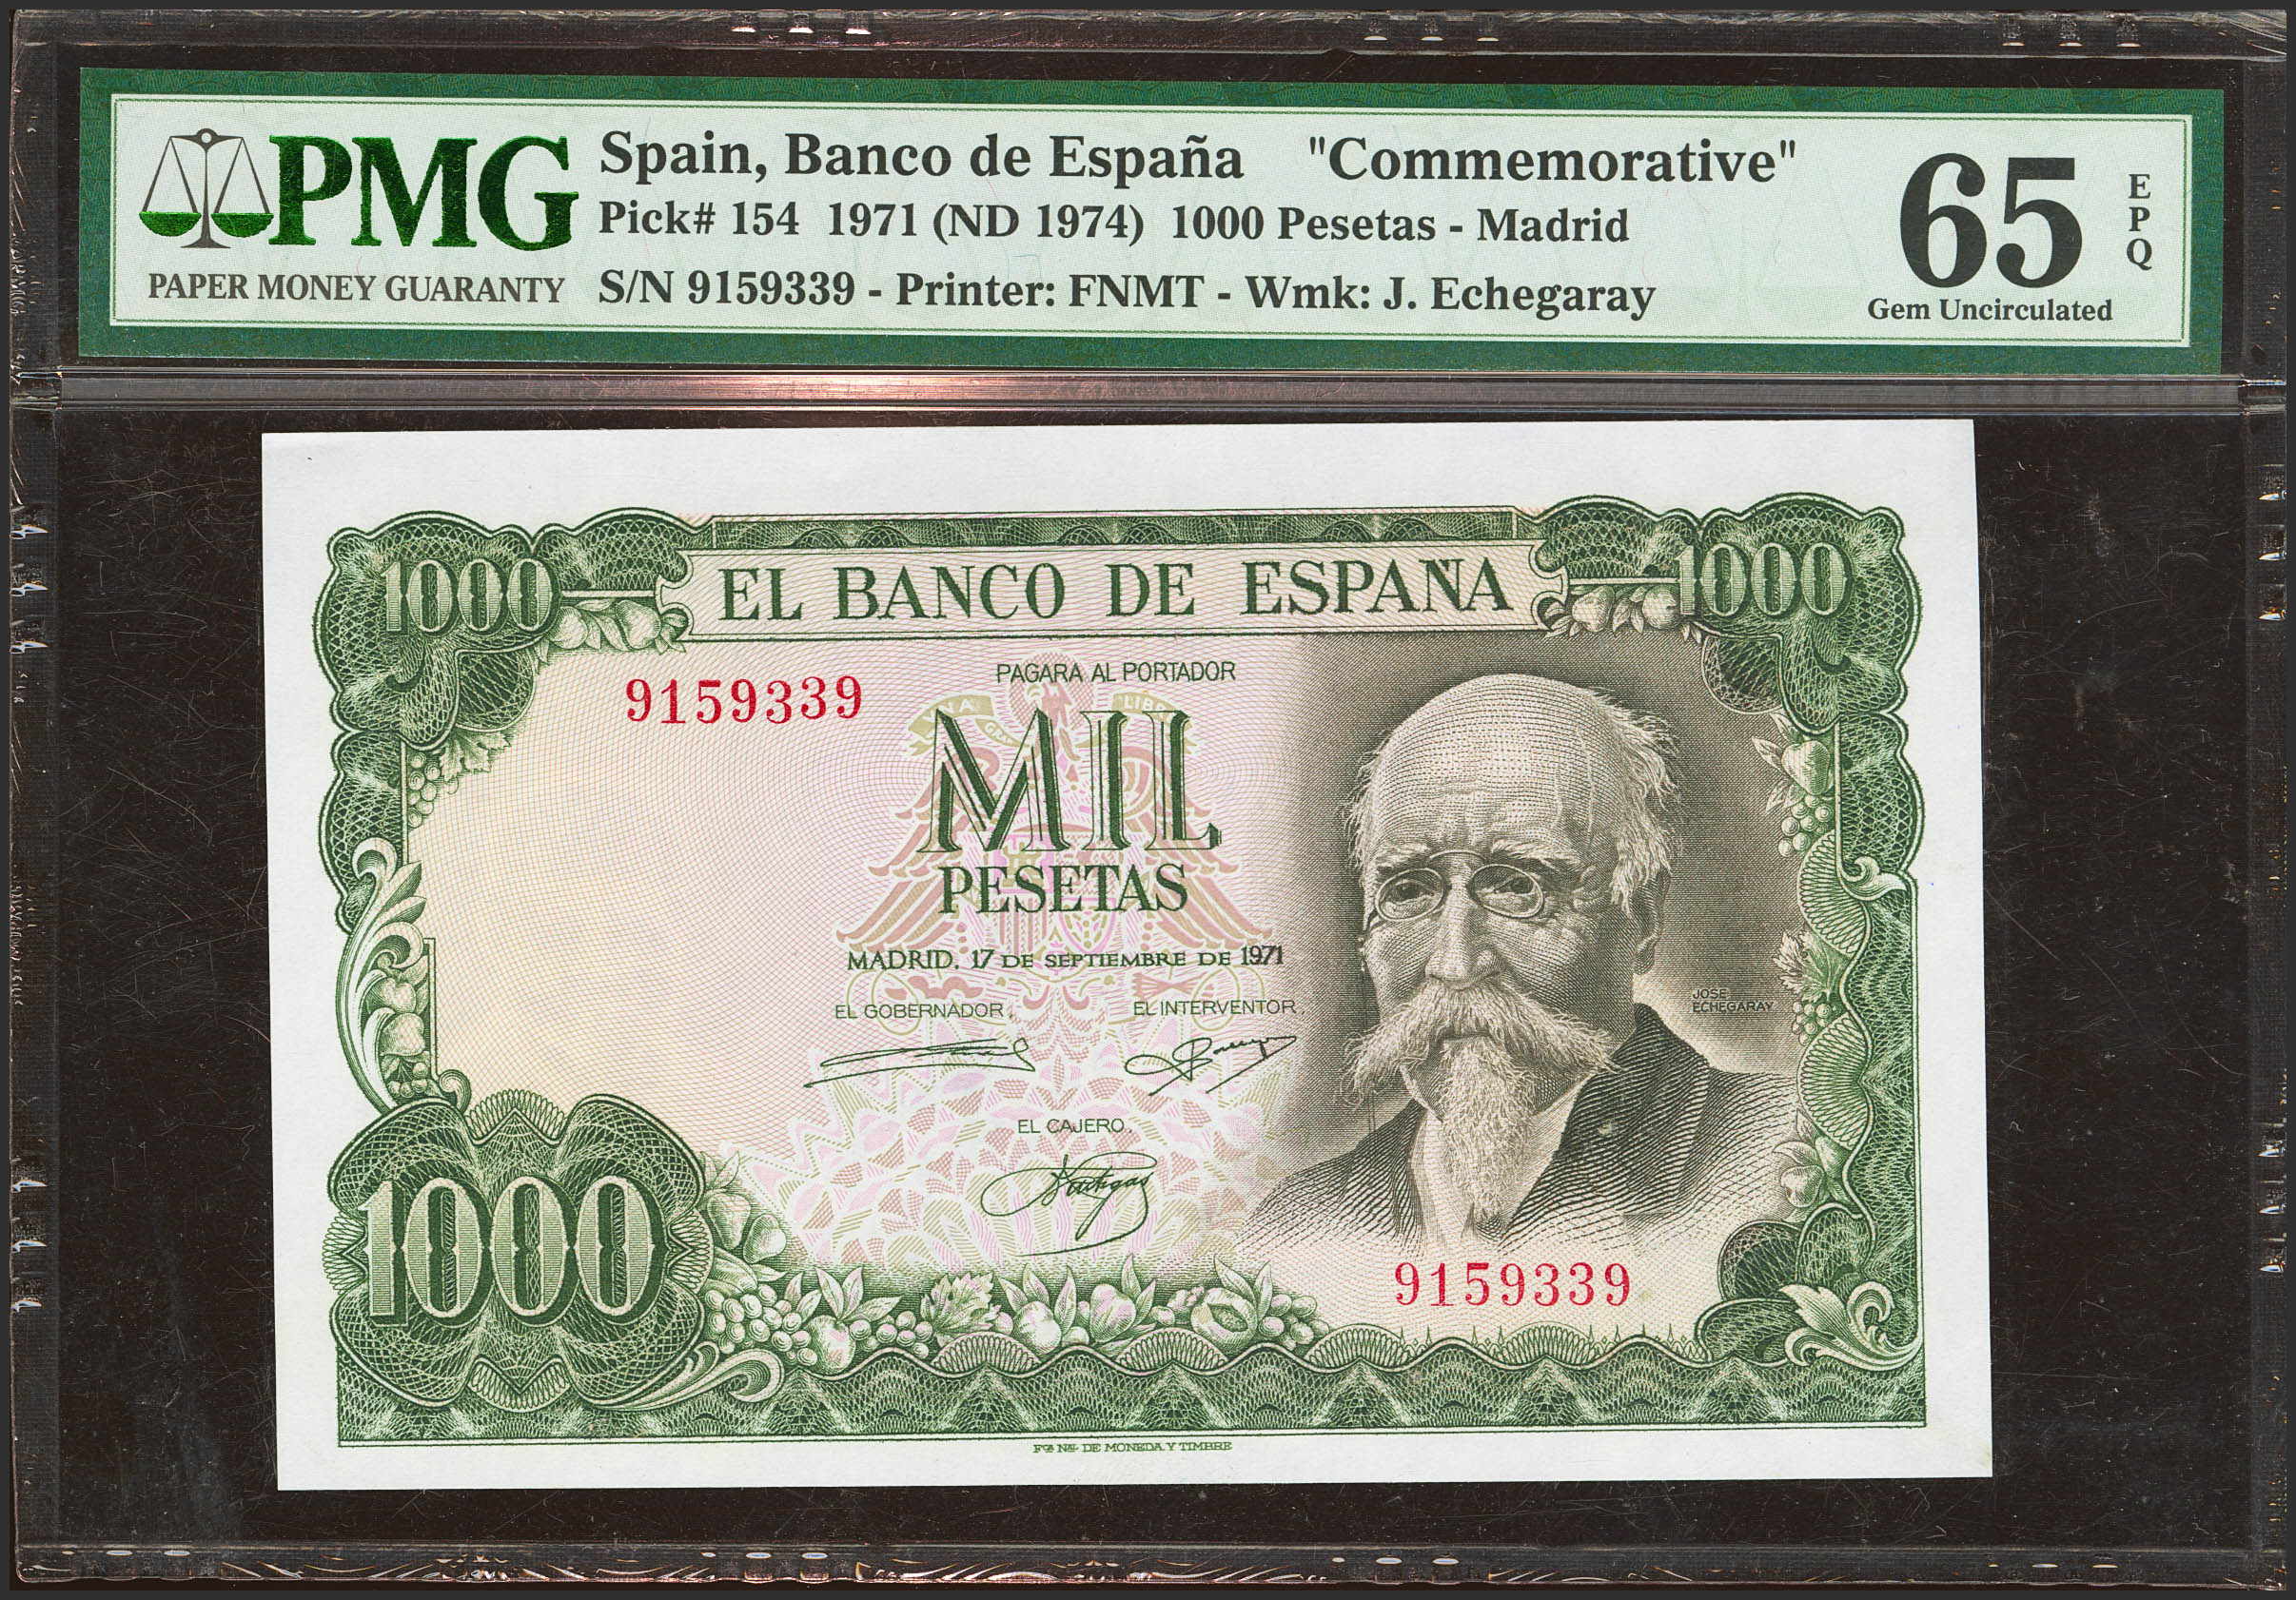 PMG
PAPER MONEY GUARANTY
Spain, Banco de España "Commemorative"
Pick# 154 1971 (ND 1974) 1000 Pesetas - Madrid
S/N 9159339 - Printer: FNMT - Wmk: J. Echegaray
65
EPQ
Gem Uncirculated
1000 EL BANCO DE ESPAÑA 1000
9159339
PAGARA AL PORTADOR
MIL
PESETAS
MADRID, 17 DE SEPTIEMBRE DE 1971
EL GOBERNADOR, EL INTERVENTOR,
JOSE
ECHEGARAY
EL CAJERO,
1000
9159339
Fca. Nal. DE MONEDA Y TIMBRE